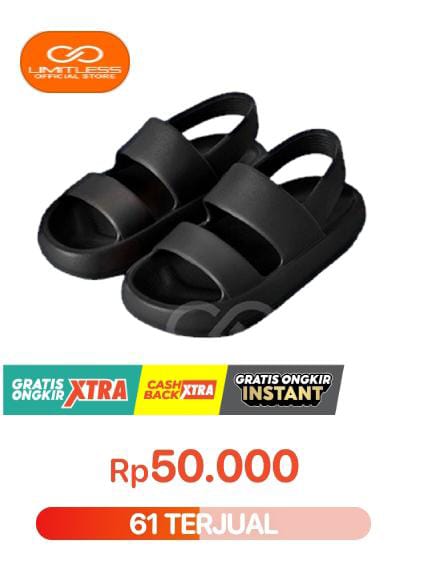 LIMITLESS
OFFICIAL STORE
GRATIS
ONGKIR XTRA
CASH
BACK XTRA
GRATIS ONGKIR
INSTANT
Rp50.000
61 TERJUAL